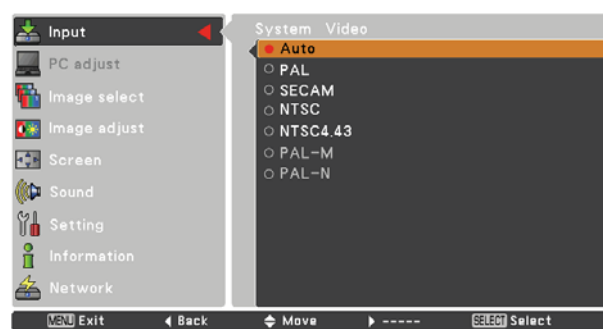 Input
PC adjust
Image select
Image adjust
Screen
Sound
Setting
Information
Network
System Video
Auto
PAL
SECAM
NTSC
NTSC4.43
PAL-M
PAL-N
MENU Exit Back Move ----- SELECT Select